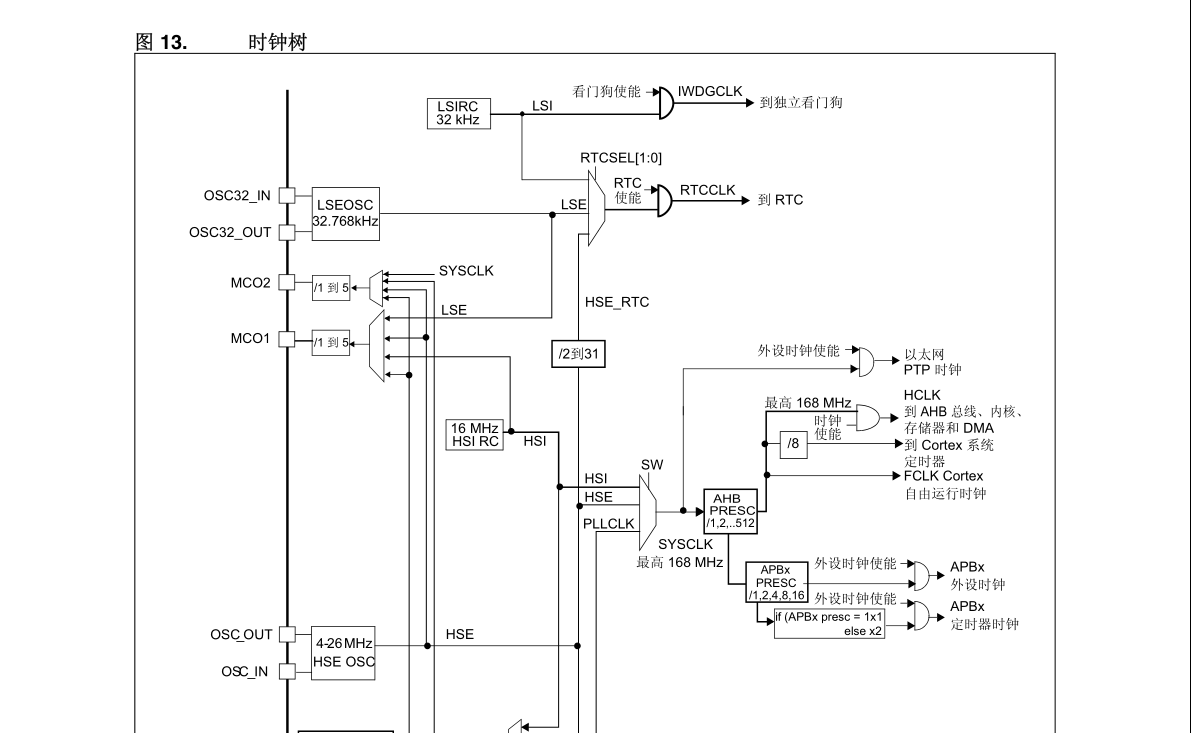 图 13. 时钟树
看门狗使能
IWDGCLK
到独立看门狗
LSIRC
32 kHz
LSI
RTCSEL[1:0]
RTC
使能
RTCCLK
到 RTC
OSC32_IN
LSEOSC
32.768kHz
LSE
OSC32_OUT
MCO2
/1 到 5
SYSCLK
HSE_RTC
LSE
MCO1
/1 到 5
/2到31
外设时钟使能
以太网
PTP 时钟
最高 168 MHz
HCLK
到 AHB 总线、内核、
存储器和 DMA
时钟
使能
16 MHz
HSI RC
HSI
/8
到 Cortex 系统
定时器
FCLK Cortex
自由运行时钟
SW
HSI
HSE
PLLCLK
SYSCLK
最高 168 MHz
AHB
PRESC
/1,2,..512
APBx
PRESC
/1,2,4,8,16
外设时钟使能
APBx
外设时钟
外设时钟使能
APBx
定时器时钟
if (APBx presc = 1x1
else x2
OSC_OUT
4-26 MHz
HSE OSC
HSE
OSC_IN